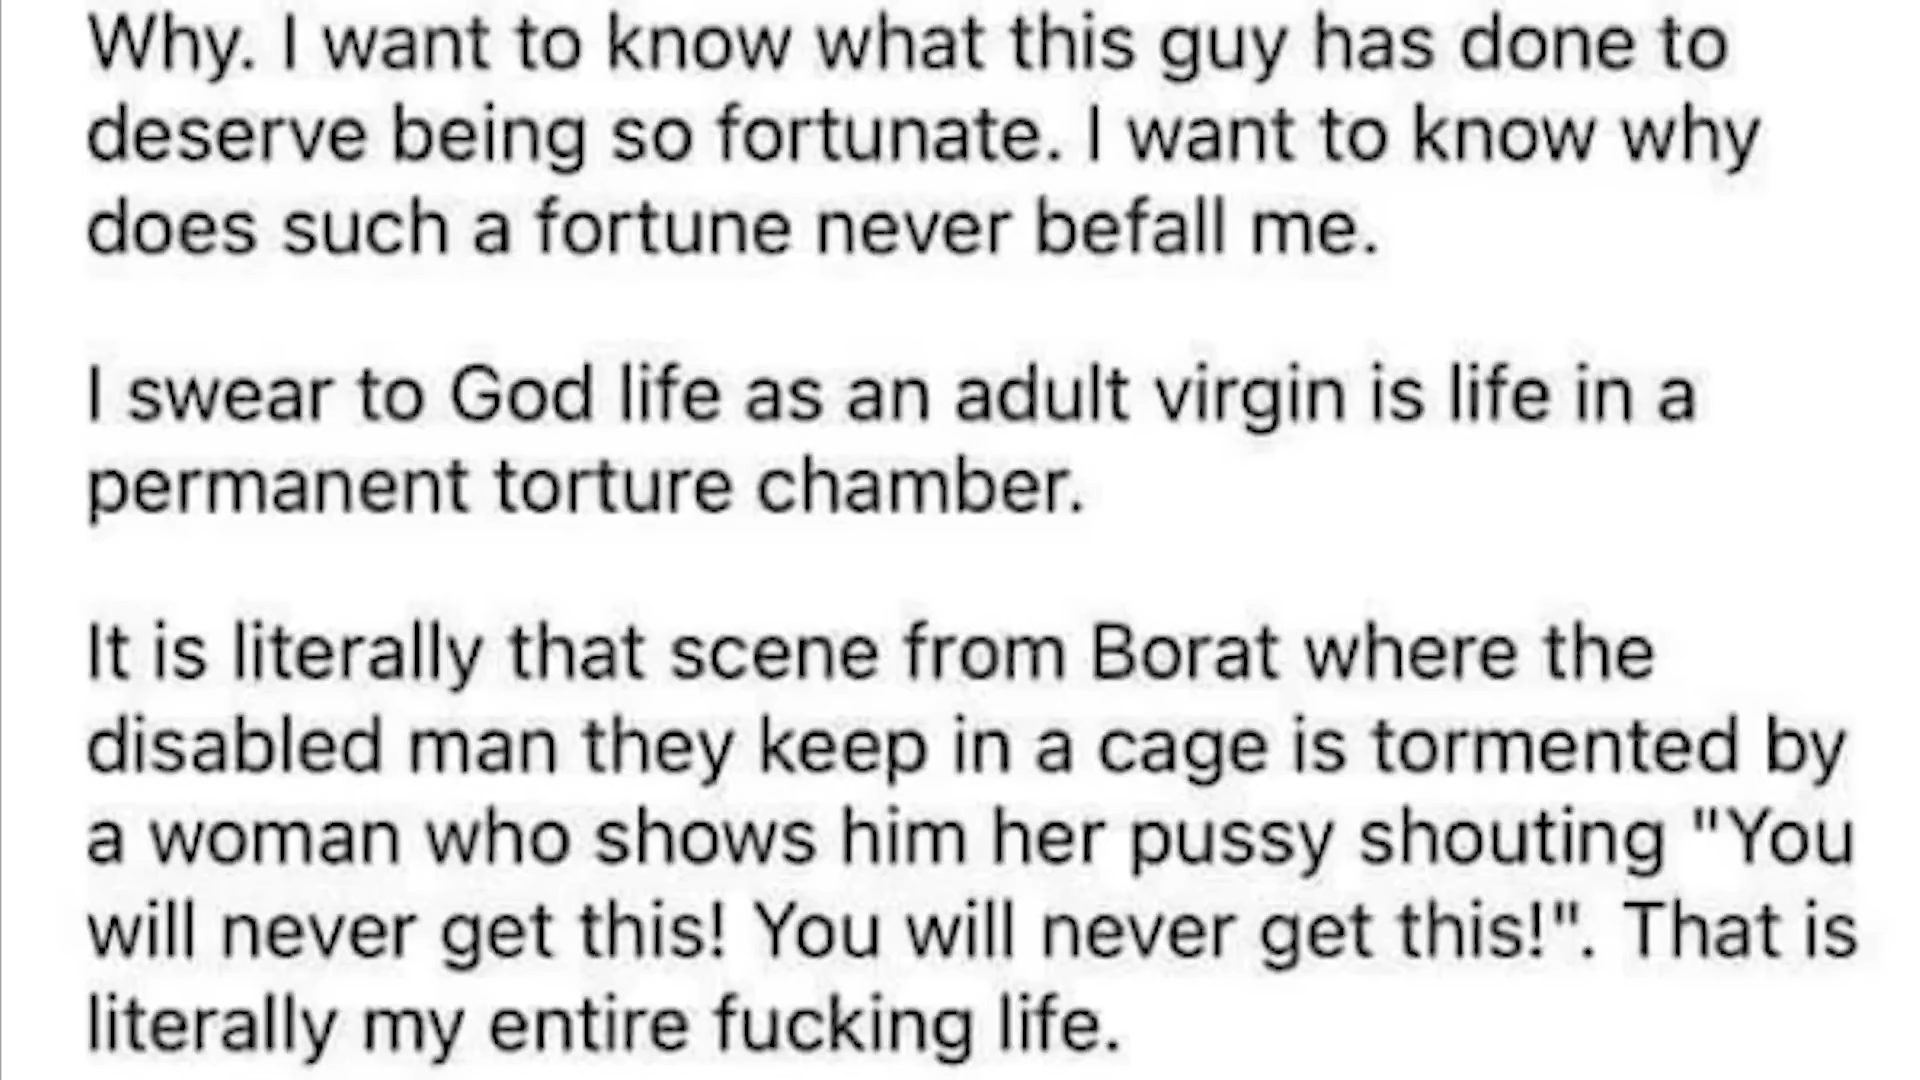 Why. I want to know what this guy has done to
deserve being so fortunate. I want to know why
does such a fortune never befall me.
I swear to God life as an adult virgin is life in a
permanent torture chamber.
It is literally that scene from Borat where the
disabled man they keep in a cage is tormented by
a woman who shows him her pussy shouting "You
will never get this! You will never get this!". That is
literally my entire fucking life.